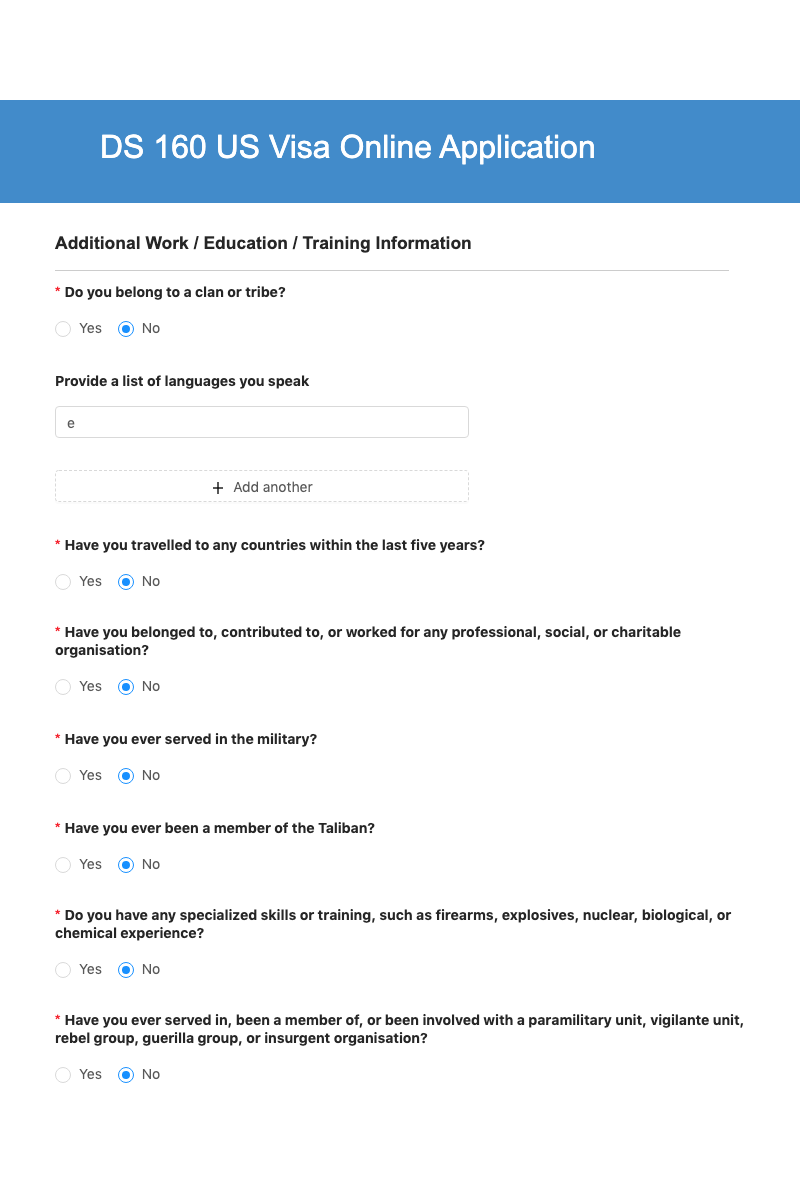 DS 160 US Visa Online Application
Additional Work / Education / Training Information
* Do you belong to a clan or tribe?
Yes No
Provide a list of languages you speak
e
+ Add another
* Have you travelled to any countries within the last five years?
Yes No
* Have you belonged to, contributed to, or worked for any professional, social, or charitable
organisation?
Yes No
* Have you ever served in the military?
Yes No
* Have you ever been a member of the Taliban?
Yes No
* Do you have any specialized skills or training, such as firearms, explosives, nuclear, biological, or
chemical experience?
Yes No
* Have you ever served in, been a member of, or been involved with a paramilitary unit, vigilante unit,
rebel group, guerilla group, or insurgent organisation?
Yes No